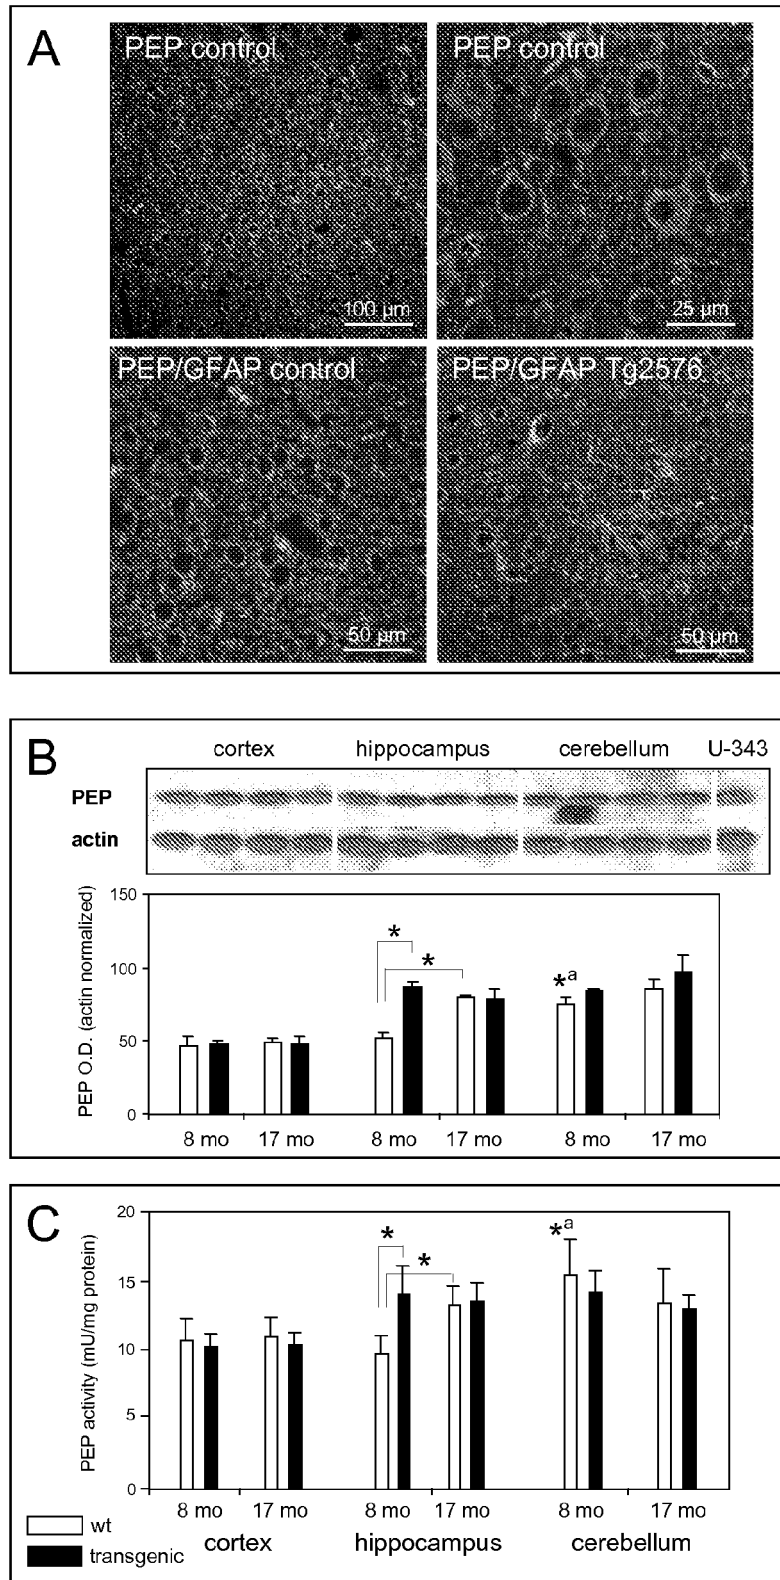 A
PEP control
PEP control
100 µm
25 µm
PEP/GFAP control
PEP/GFAP Tg2576
50 µm
50 µm
B
cortex hippocampus cerebellum U-343
PEP
actin
PEP O.D. (actin normalized)
150
100
50
0
*
*
*a
8 mo 17 mo 8 mo 17 mo 8 mo 17 mo
C
PEP activity (mU/mg protein)
20
15
10
5
0
*
*
*a
8 mo 17 mo 8 mo 17 mo 8 mo 17 mo
cortex hippocampus cerebellum
wt
transgenic